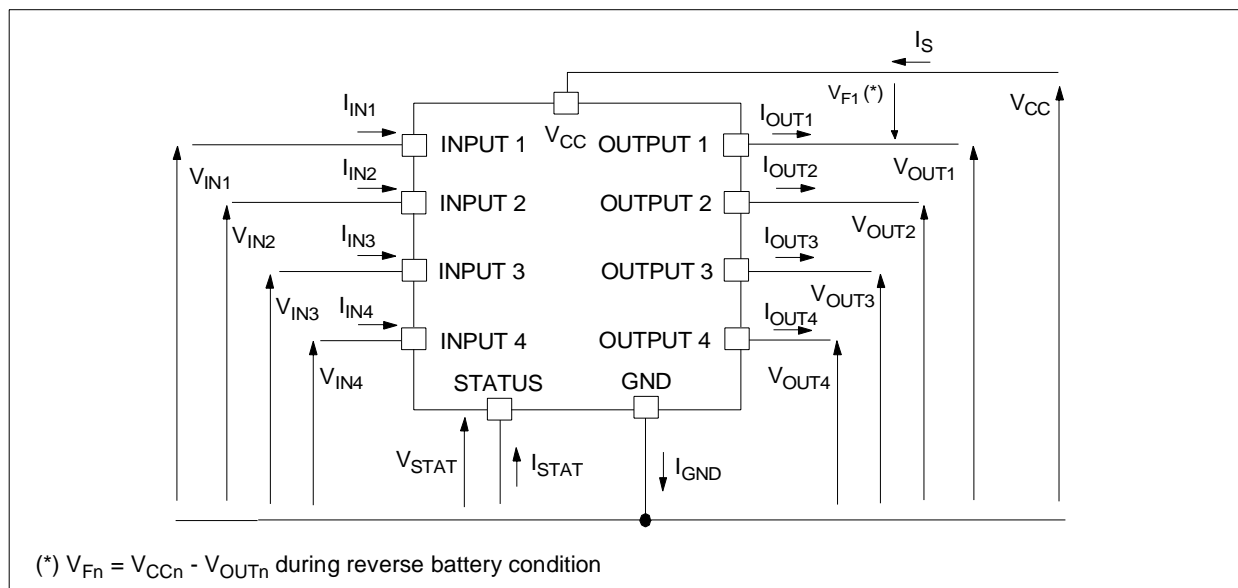 I_S
V_F1 (*)
V_CC
I_IN1
V_CC
I_OUT1
INPUT 1
OUTPUT 1
V_IN1
I_IN2
I_OUT2
V_OUT1
INPUT 2
OUTPUT 2
V_IN2
I_IN3
I_OUT3
V_OUT2
INPUT 3
OUTPUT 3
V_IN3
I_IN4
I_OUT4
V_OUT3
INPUT 4
OUTPUT 4
V_IN4
STATUS
GND
V_OUT4
V_STAT
I_STAT
I_GND
(*) V_Fn = V_CCn - V_OUTn during reverse battery condition